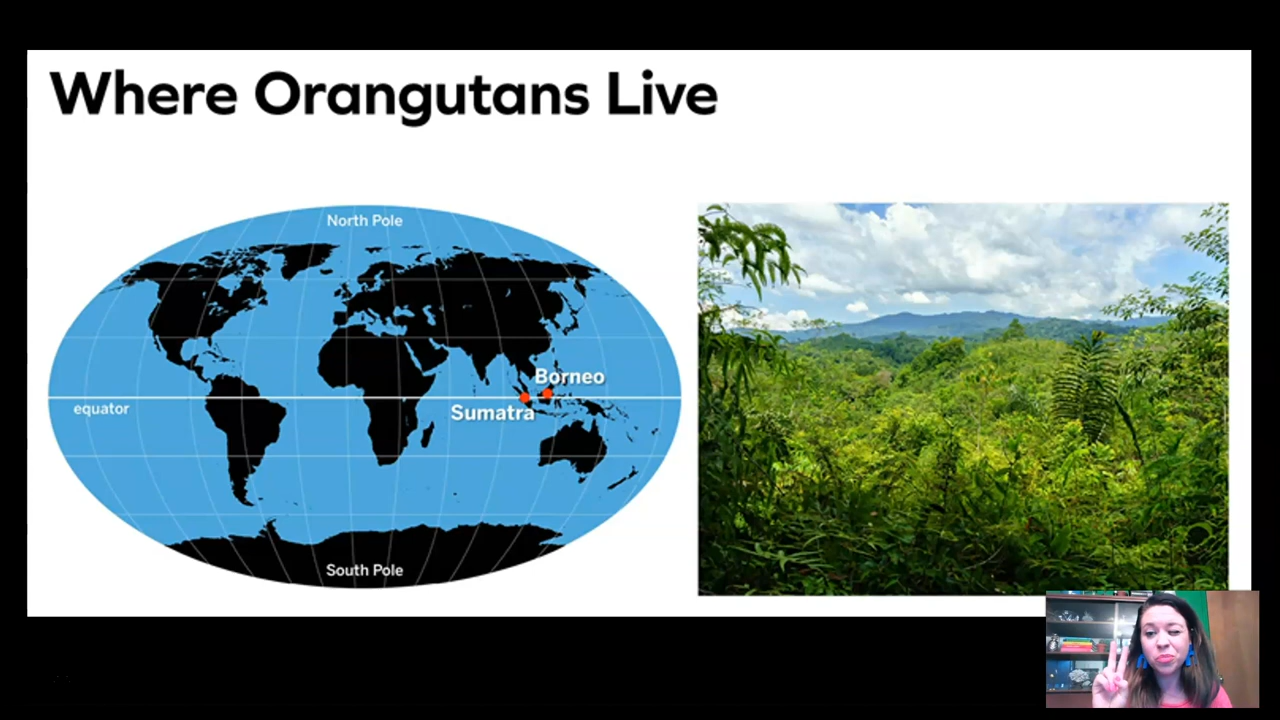 Where Orangutans Live
North Pole
Borneo
equator
Sumatra
South Pole